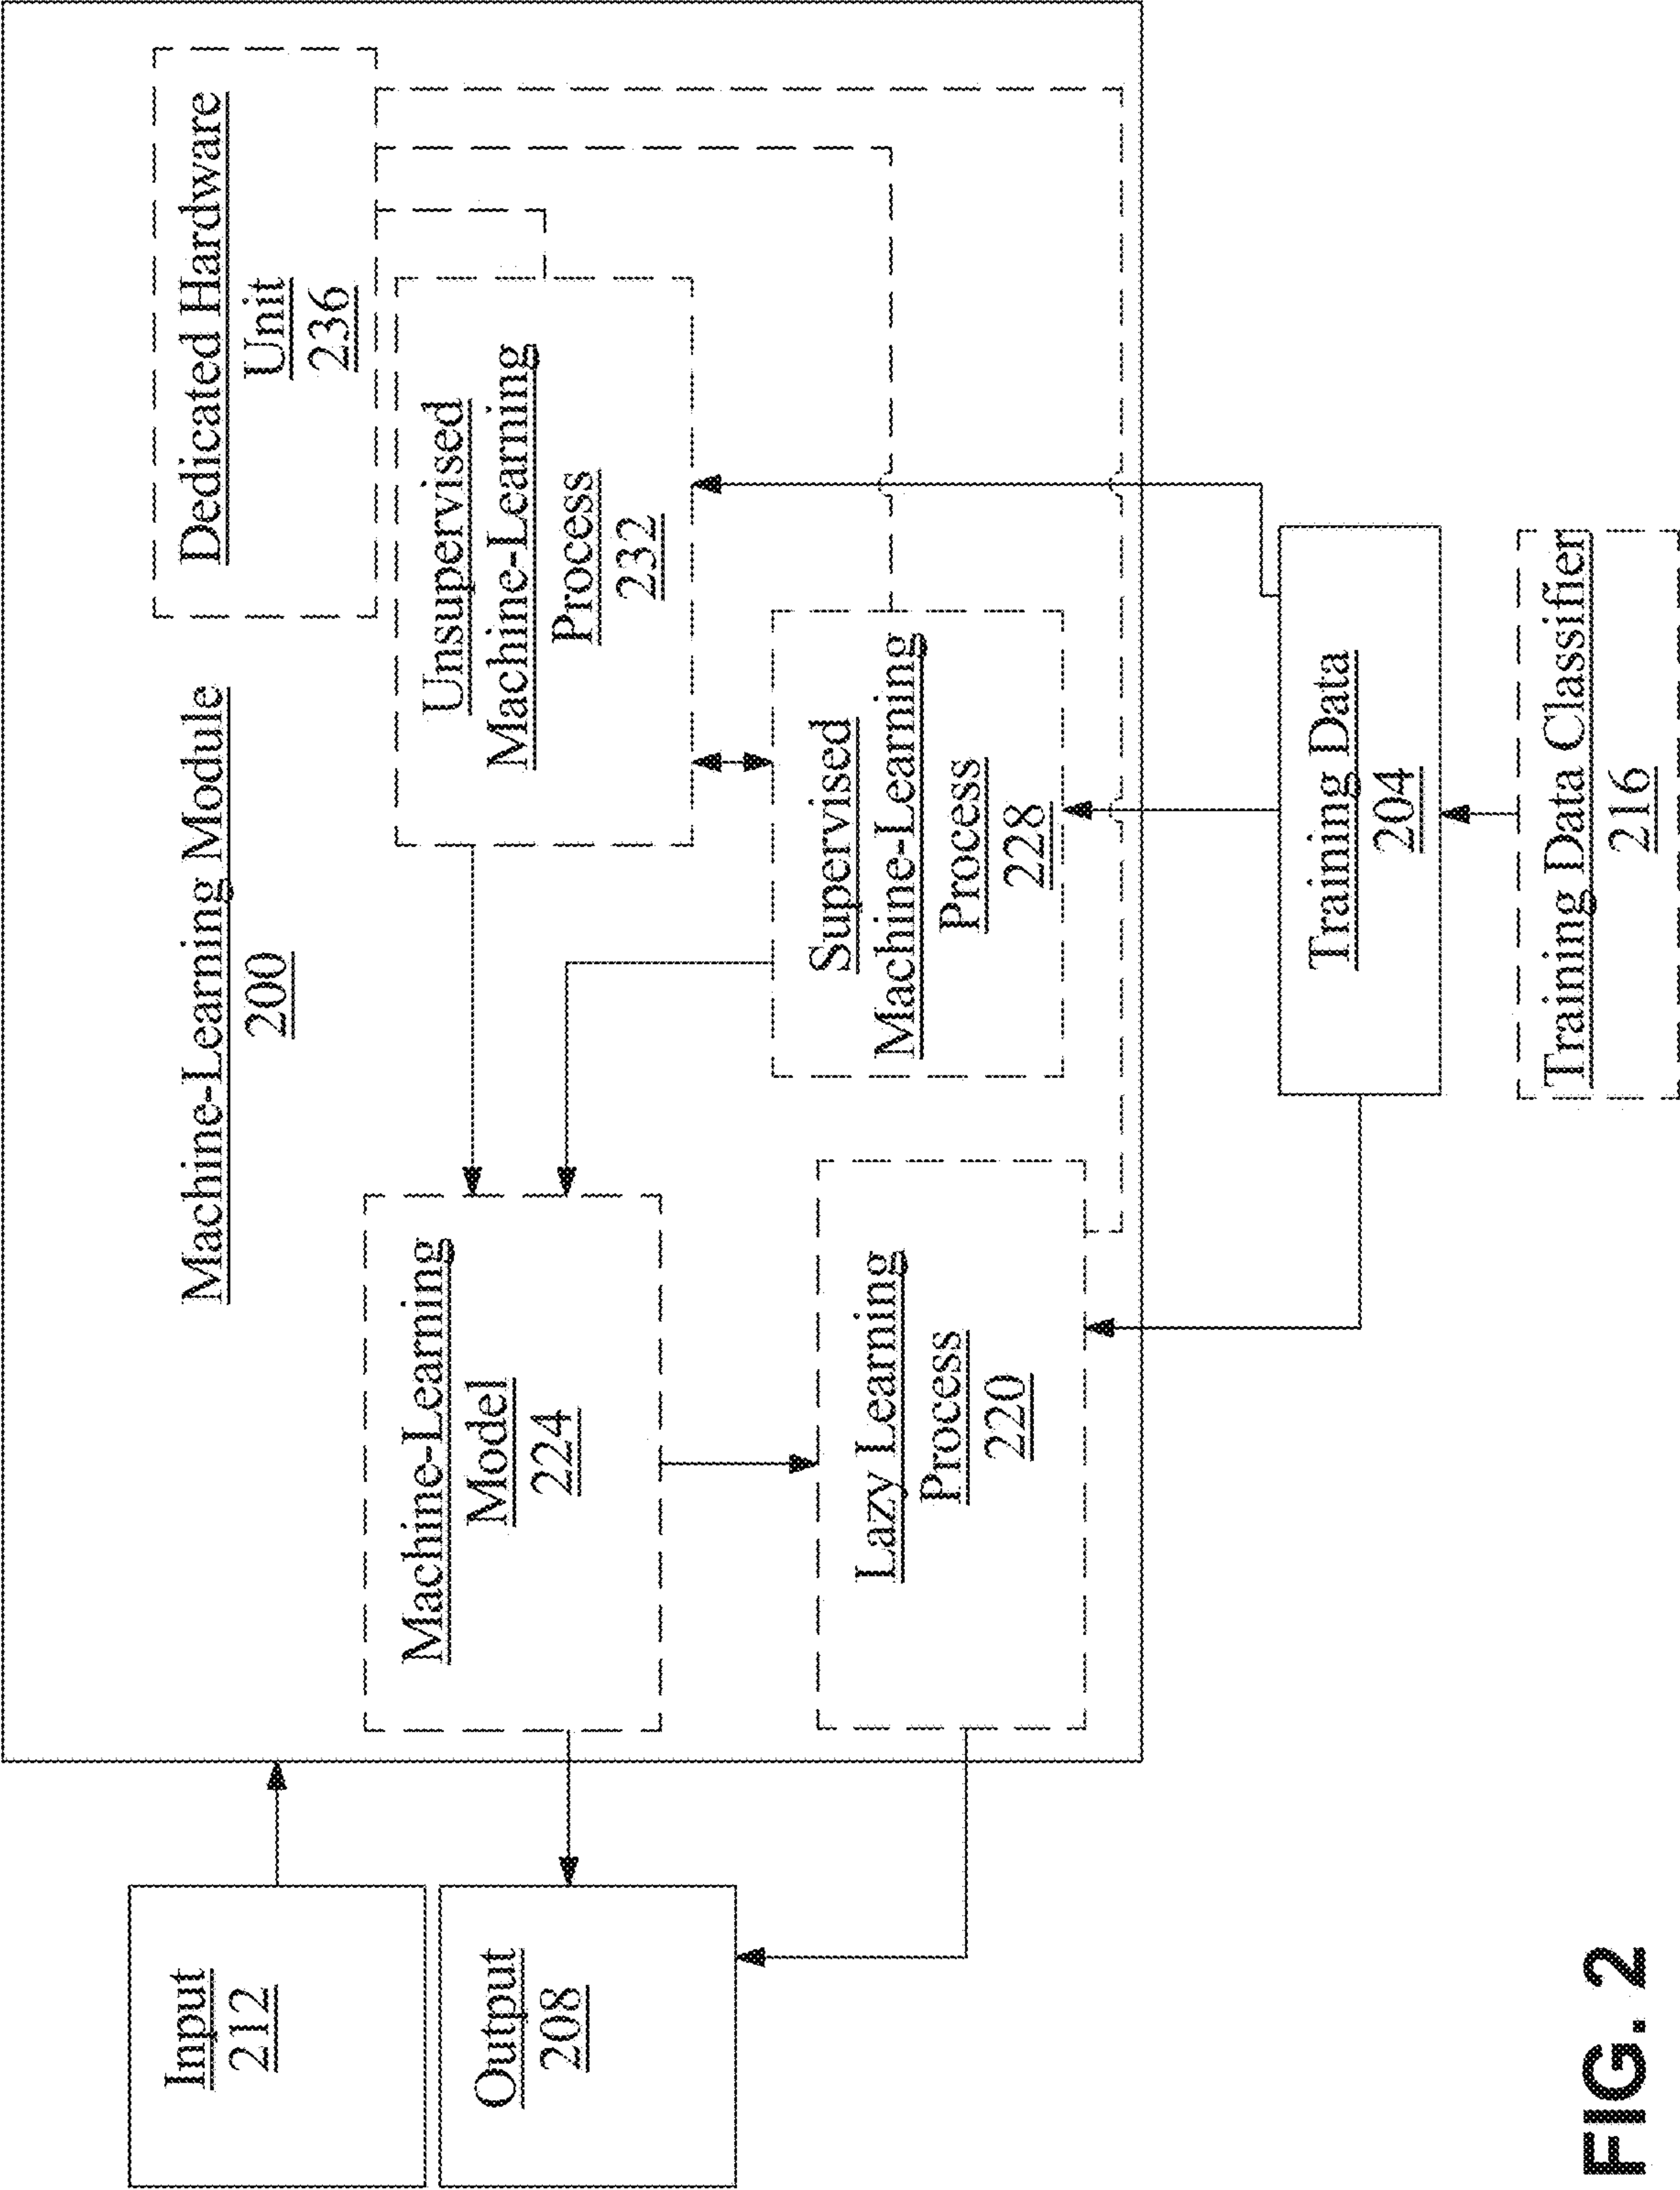 Machine-Learning Module
200
Dedicated Hardware
Unit
236
Input
212
Machine-Learning
Model
224
Unsupervised
Machine-Learning
Process
232
Output
208
Lazy Learning
Process
220
Supervised
Machine-Learning
Process
228
Training Data
204
Training Data Classifier
216
FIG. 2